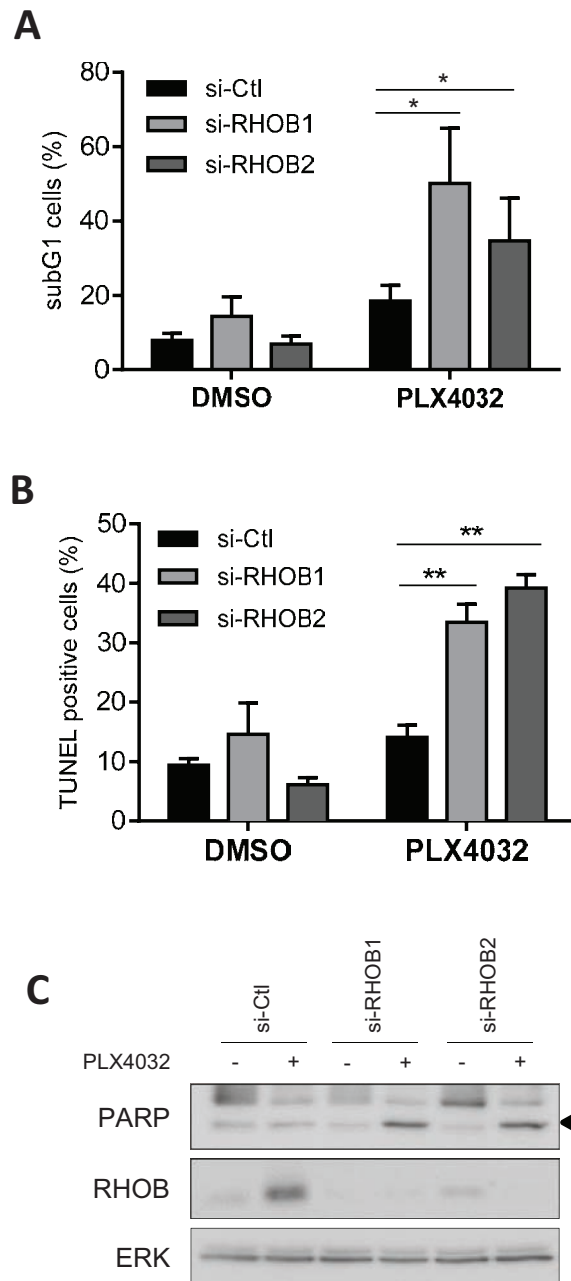 A
subG1 cells (%)
80
60
40
20
0
si-Ctl
si-RHOB1
si-RHOB2
*
*
DMSO
PLX4032
B
TUNEL positive cells (%)
50
40
30
20
10
0
si-Ctl
si-RHOB1
si-RHOB2
**
**
DMSO
PLX4032
C
si-Ctl
si-RHOB1
si-RHOB2
PLX4032 - + - + - +
PARP
RHOB
ERK